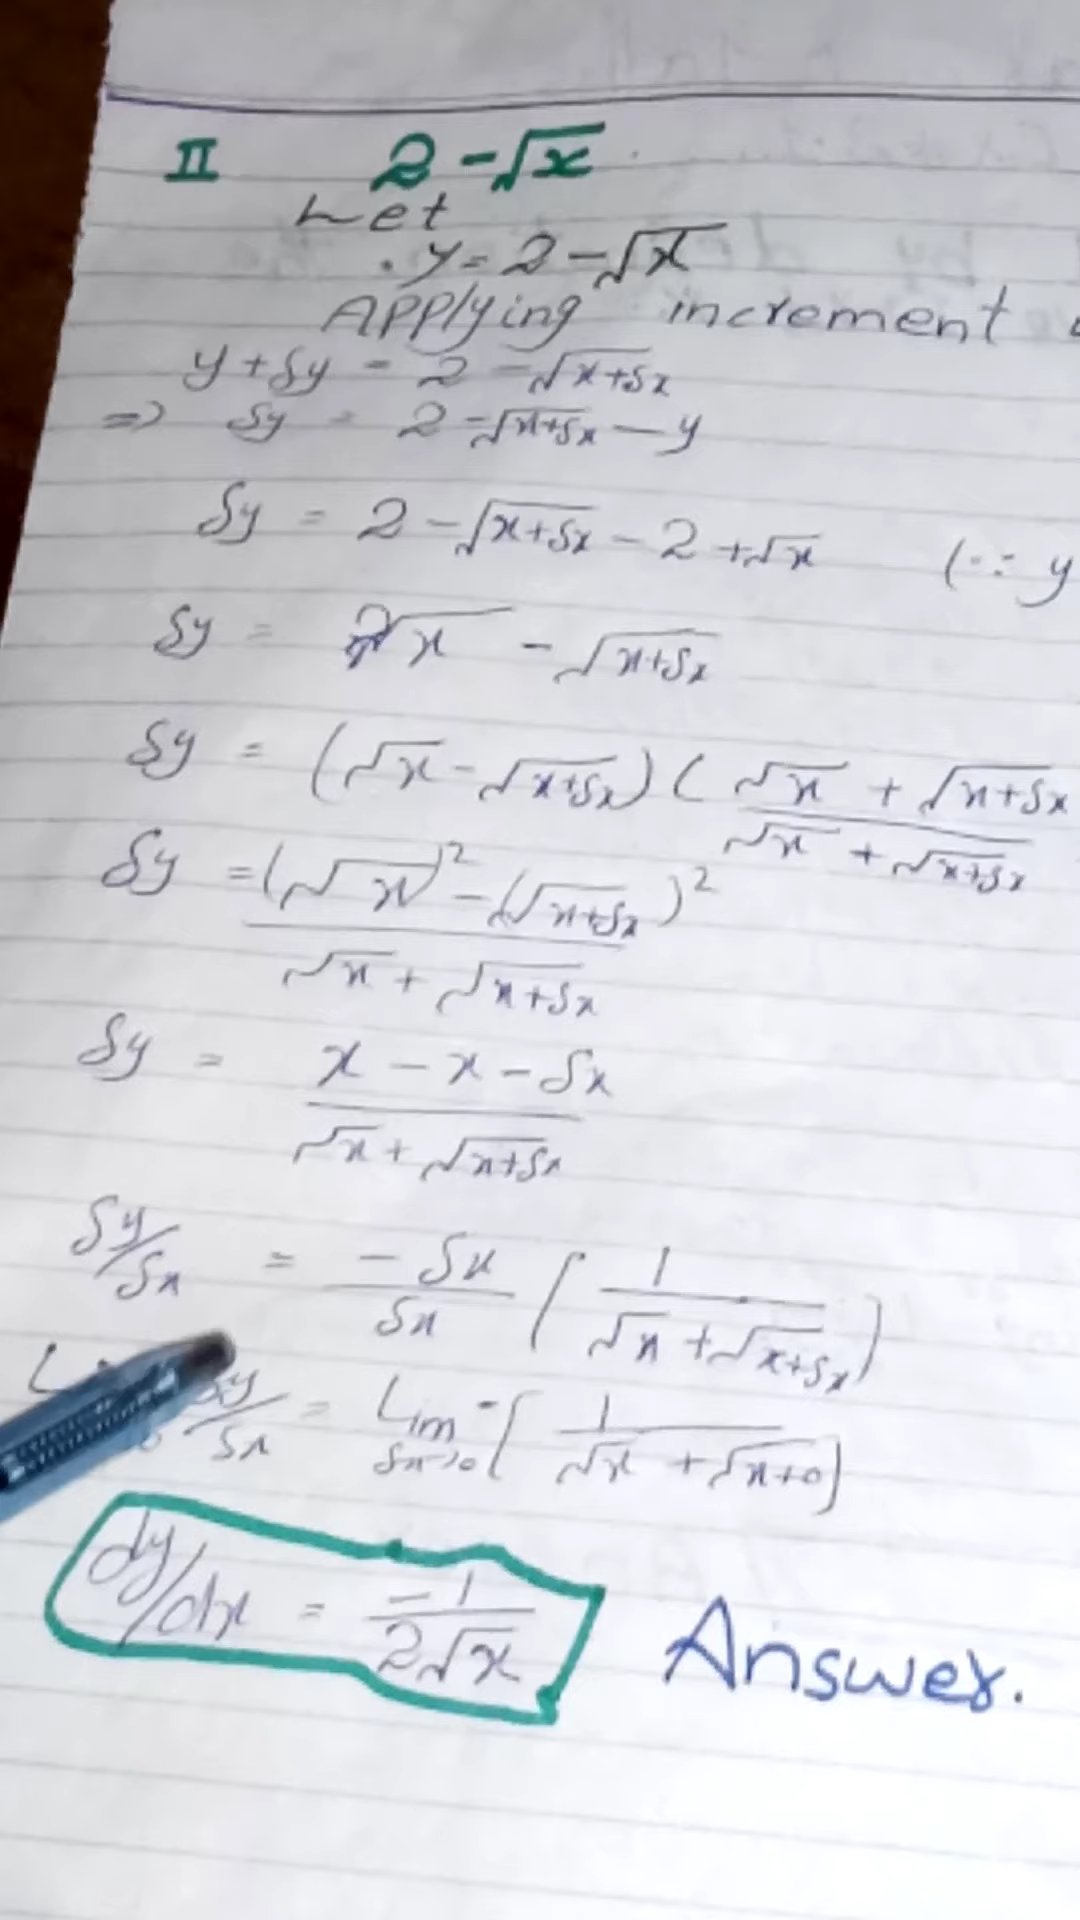 II 2 - √x
Let
y = 2 - √x
Applying increment
y + δy = 2 - √x+δx
⇒ δy = 2 - √x+δx - y
δy = 2 - √x+δx - 2 + √x (∵ y
δy = √x - √x+δx
δy = (√x - √x+δx) ( √x + √x+δx / √x + √x+δx
δy = (√x)² - (√x+δx)² / √x + √x+δx
δy = x - x - δx / √x + √x+δx
δy/δx = -δx/δx ( 1 / √x + √x+δx )
δy/δx = Lim δx→0 - [ 1 / √x + √x+0 ]
dy/dx = -1 / 2√x Answer.